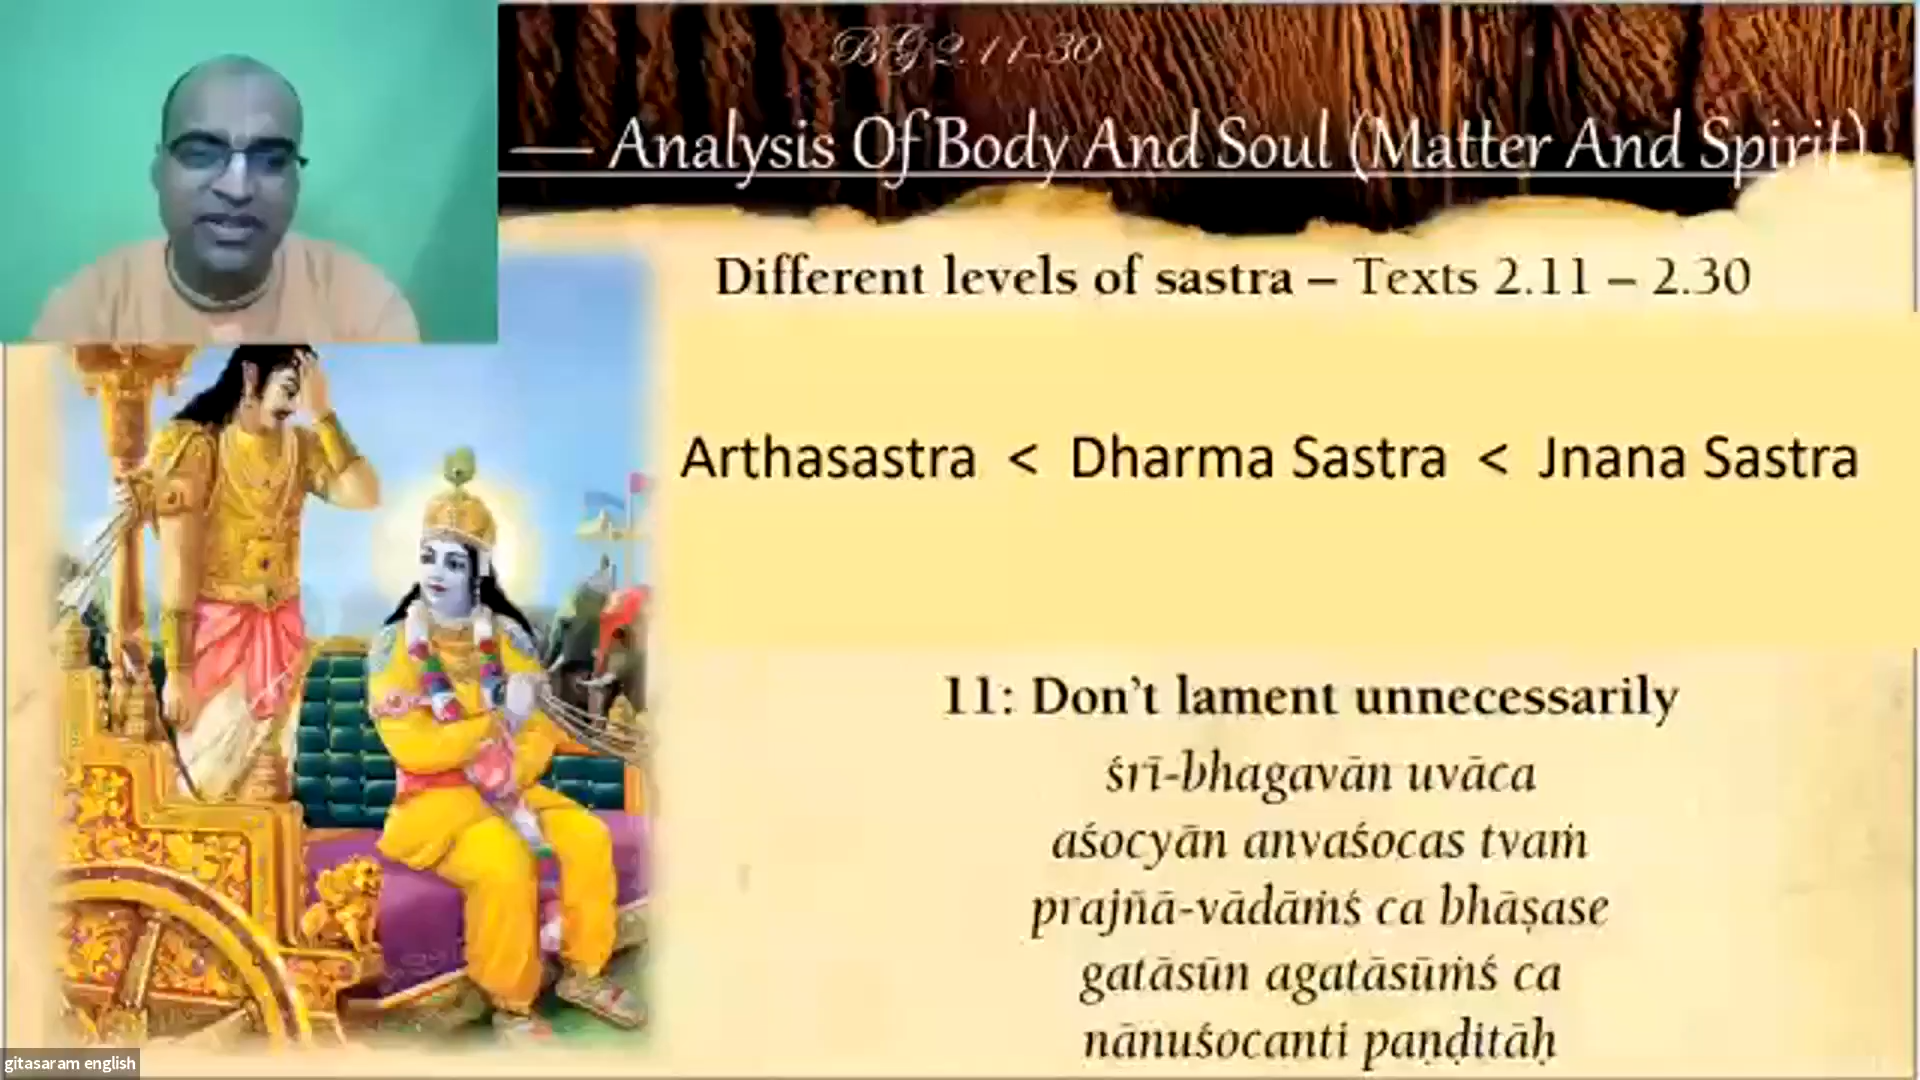 BG 2.11-30
— Analysis Of Body And Soul (Matter And Spirit)
Different levels of sastra – Texts 2.11 – 2.30
Arthasastra < Dharma Sastra < Jnana Sastra
11: Don't lament unnecessarily
śrī-bhagavān uvāca
aśocyān anvaśocas tvaṁ
prajñā-vādāṁś ca bhāṣase
gatāsūn agatāsūṁś ca
nānuśocanti paṇḍitāḥ
gitasaram english